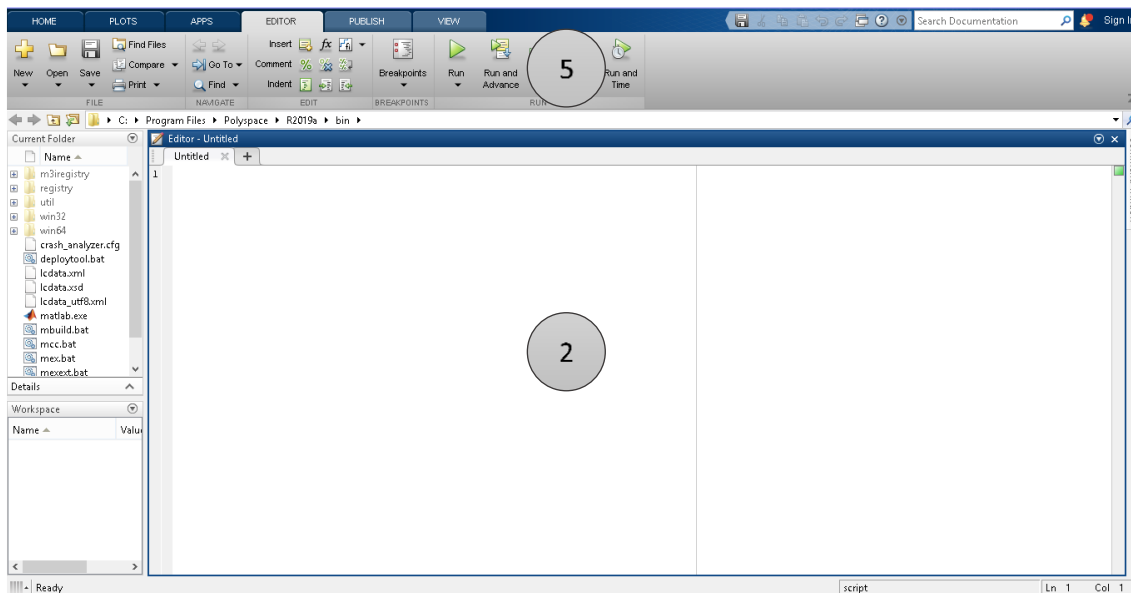 HOME PLOTS APPS EDITOR PUBLISH VIEW Search Documentation Sign
Find Files Insert fx
New Open Save Compare Go To Comment Breakpoints Run Run and Advance 5 Run and Time
Print Find Indent
FILE NAVIGATE EDIT BREAKPOINTS RUN
C: Program Files Polyspace R2019a bin
Current Folder
Name
m3iregistry
registry
util
win32
win64
crash_analyzer.cfg
deploytool.bat
lcdata.xml
lcdata.xsd
lcdata_utf8.xml
matlab.exe
mbuild.bat
mcc.bat
mex.bat
mexext.bat
Details
Workspace
Name Value
Editor - Untitled
Untitled
1
2
Ready script Ln 1 Col 1